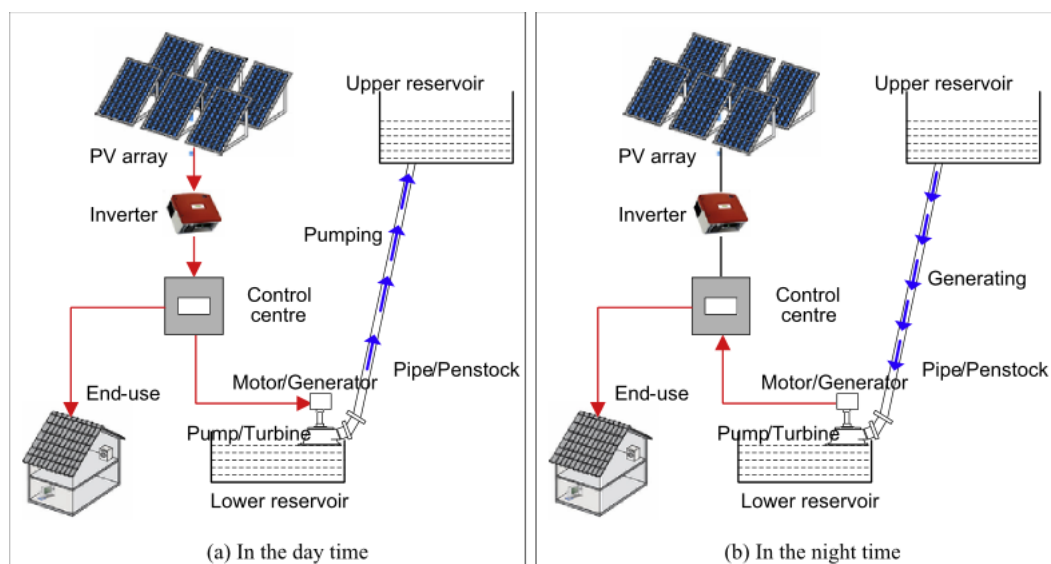 Upper reservoir
PV array
Inverter
Pumping
Control
centre
Motor/Generator
Pipe/Penstock
End-use
Pump/Turbine
Lower reservoir
(a) In the day time
Upper reservoir
PV array
Inverter
Generating
Control
centre
Motor/Generator
Pipe/Penstock
End-use
Pump/Turbine
Lower reservoir
(b) In the night time